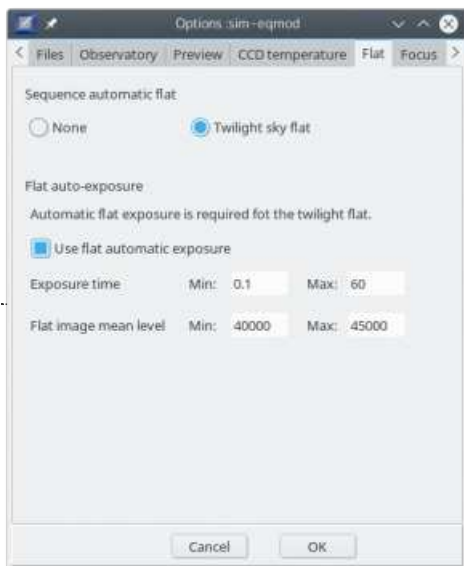 Options :sim-eqmod
Files Observatory Preview CCD temperature Flat Focus
Sequence automatic flat
None Twilight sky flat
Flat auto-exposure
Automatic flat exposure is required fot the twilight flat.
Use flat automatic exposure
Exposure time Min: 0.1 Max: 60
Flat image mean level Min: 40000 Max: 45000
Cancel OK